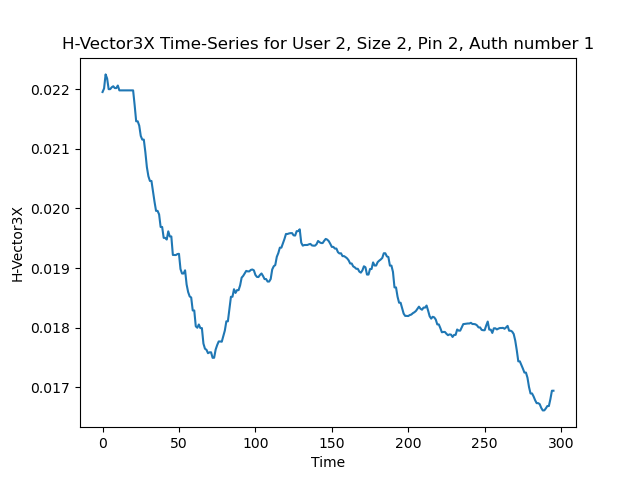 H-Vector3X Time-Series for User 2, Size 2, Pin 2, Auth number 1
0.022
0.021
0.020
0.019
0.018
0.017
H-Vector3X
0 50 100 150 200 250 300
Time